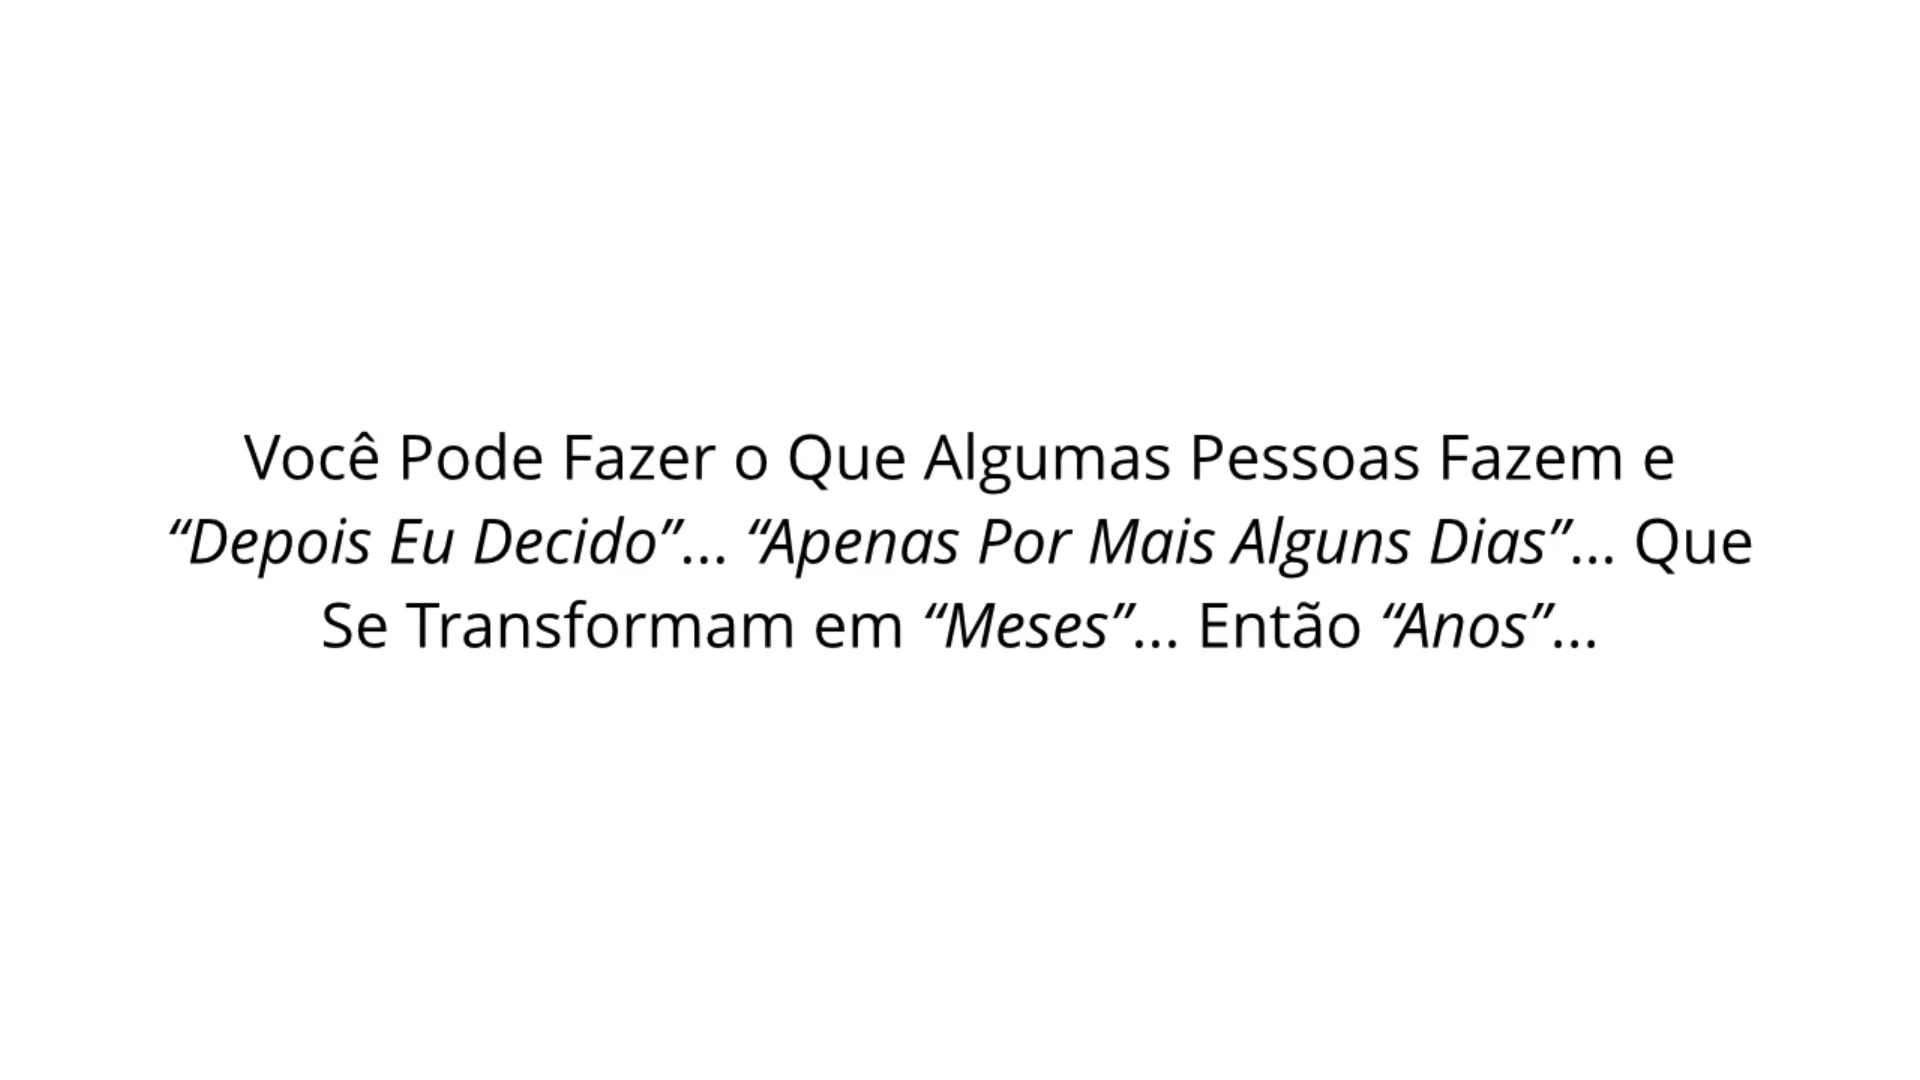 Você Pode Fazer o Que Algumas Pessoas Fazem e
“Depois Eu Decido”... “Apenas Por Mais Alguns Dias”... Que
Se Transformam em “Meses”... Então “Anos”...